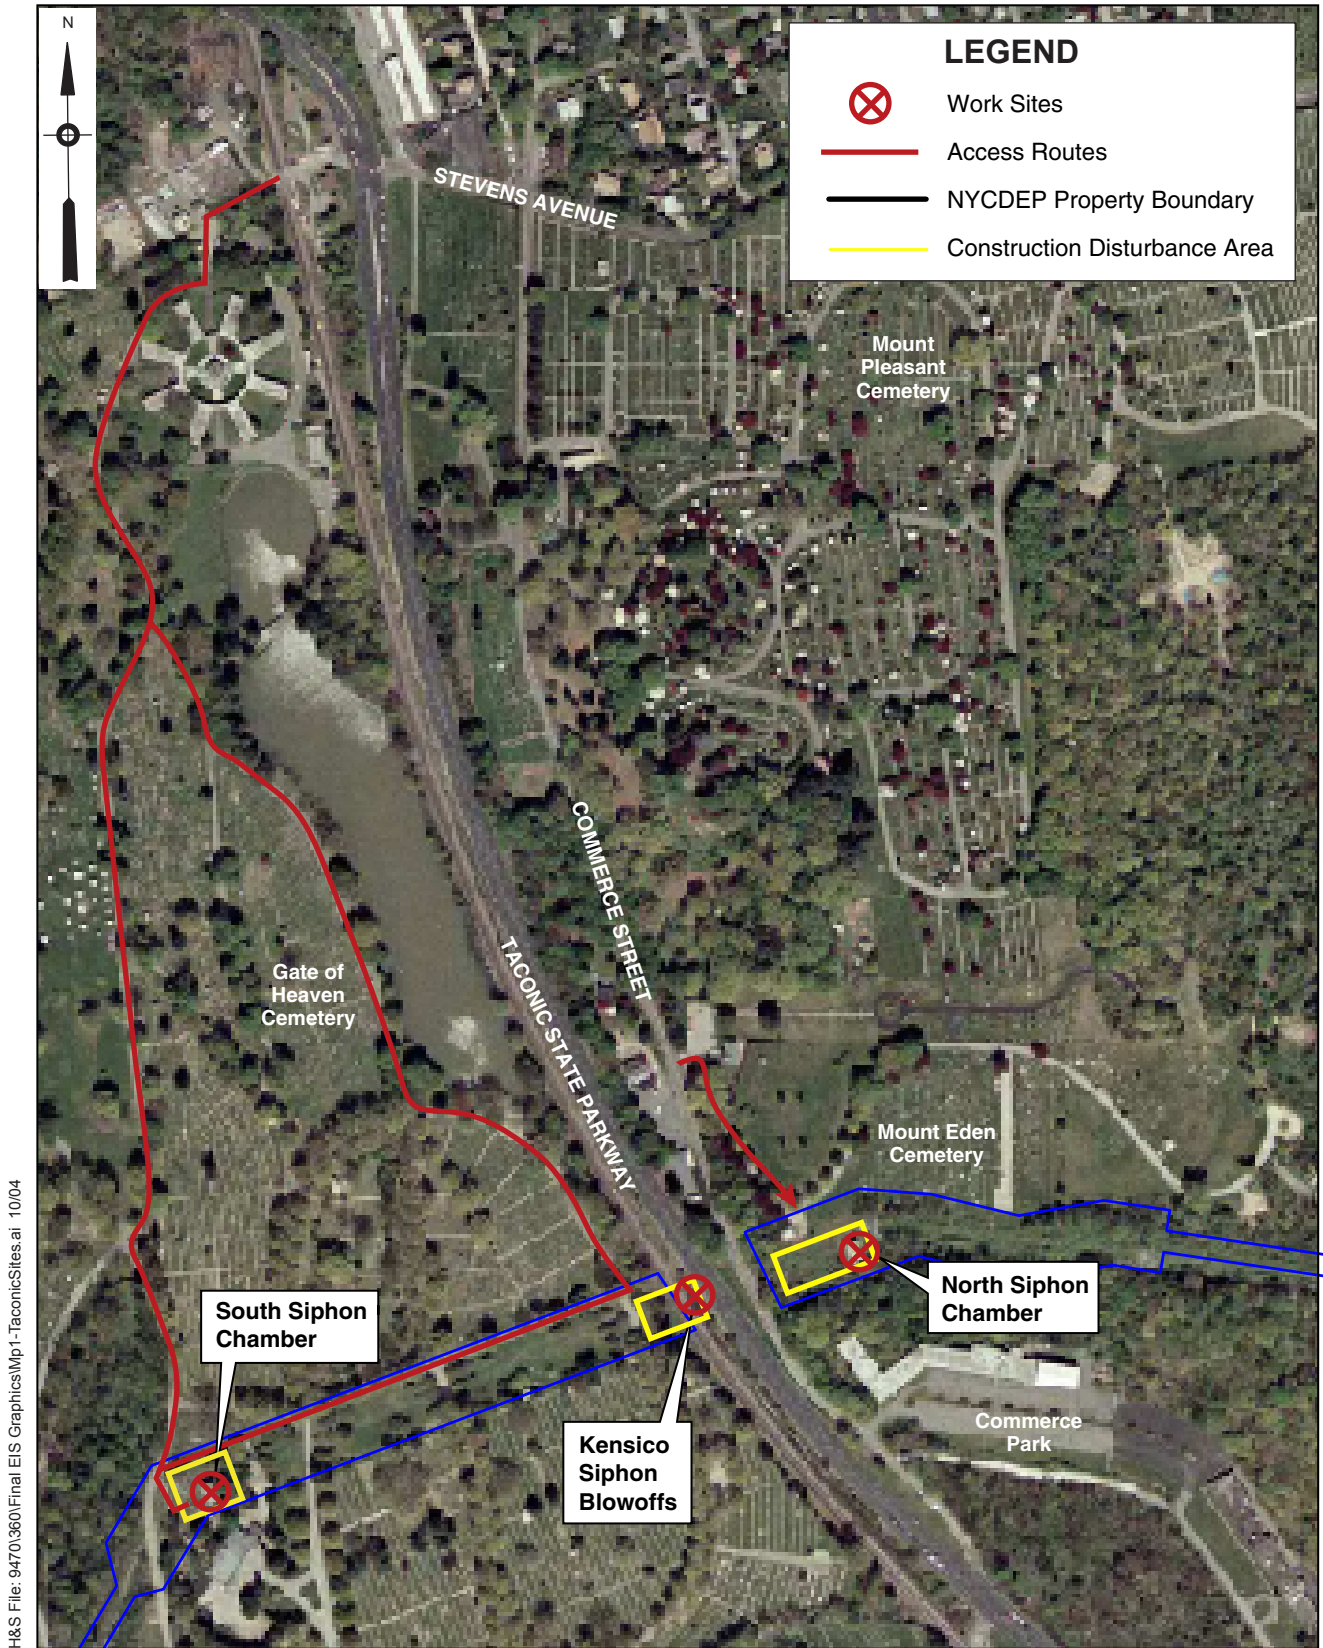 N
LEGEND
Work Sites
Access Routes
NYCDEP Property Boundary
Construction Disturbance Area
STEVENS AVENUE
Mount
Pleasant
Cemetery
COMMERCE STREET
TACONIC STATE PARKWAY
Gate of
Heaven
Cemetery
Mount Eden
Cemetery
North Siphon
Chamber
South Siphon
Chamber
Kensico
Siphon
Blowoffs
Commerce
Park
H&S File: 9470\360\Final EIS Graphics\Mp1-TaconicSites.ai 10/04